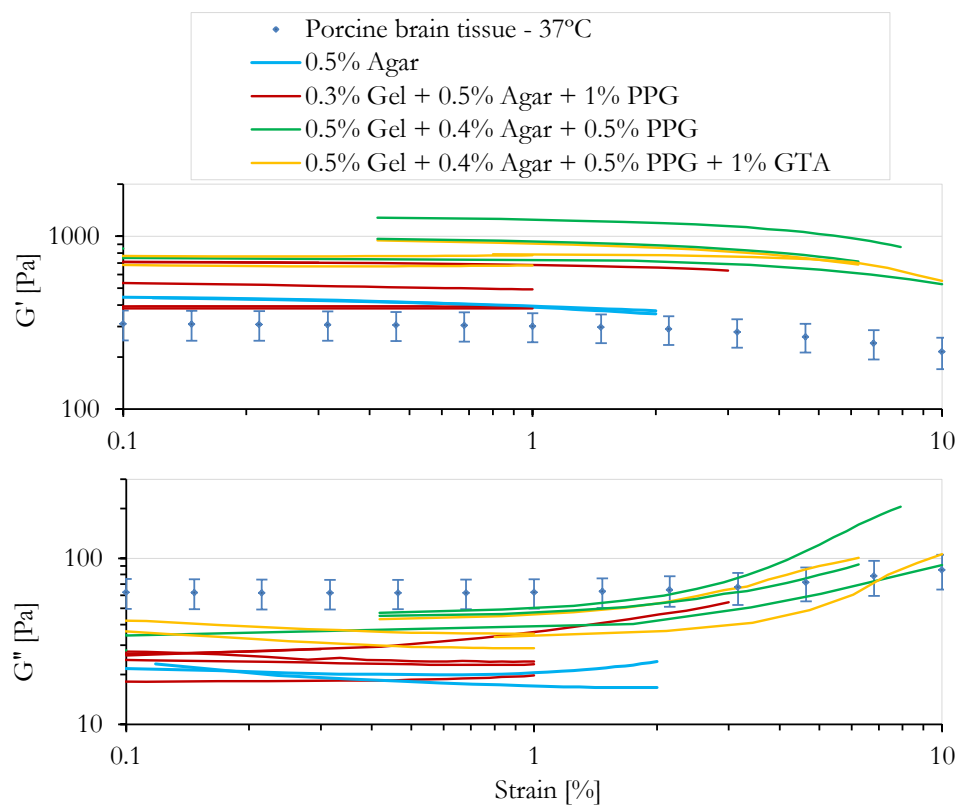 Porcine brain tissue - 37ºC
0.5% Agar
0.3% Gel + 0.5% Agar + 1% PPG
0.5% Gel + 0.4% Agar + 0.5% PPG
0.5% Gel + 0.4% Agar + 0.5% PPG + 1% GTA
1000
G' [Pa]
100
0.1 1 10
100
G" [Pa]
10
0.1 1 10
Strain [%]